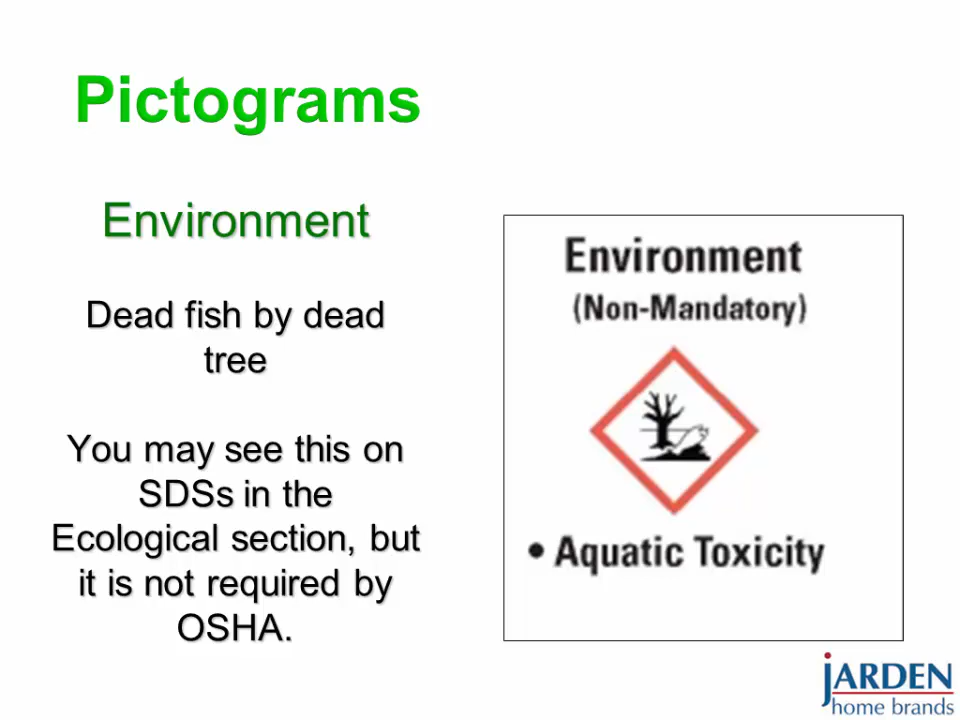 Pictograms
Environment
Dead fish by dead
tree
You may see this on
SDSs in the
Ecological section, but
it is not required by
OSHA.
Environment
(Non-Mandatory)
• Aquatic Toxicity
jARDEN
home brands